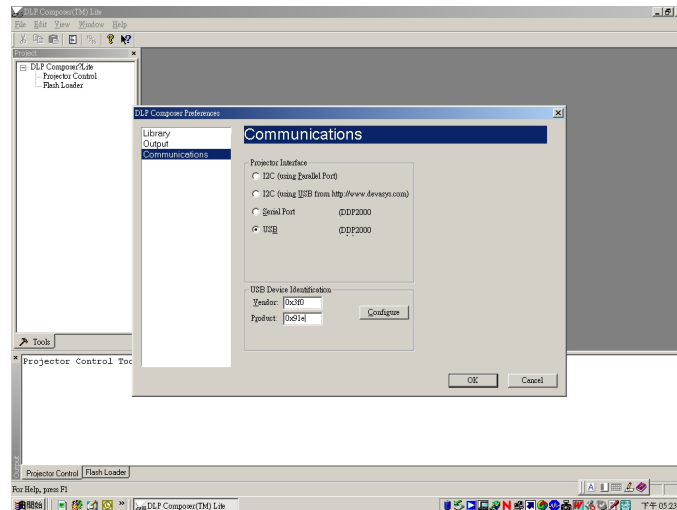 DLP Composer(TM) Lite
File Edit View Window Help
Project
DLP Composer?Lite
Projector Control
Flash Loader
DLP Composer Preferences
Library
Output
Communications
Communications
Projector Interface
I2C (using Parallel Port)
I2C (using USB from http://www.devasys.com)
Serial Port (DDP2000
USB (DDP2000
USB Device Identification
Vendor: 0x3f0
Product: 0x91e
Configure
OK Cancel
Tools
Projector Control Too
Output
Projector Control Flash Loader
For Help, press F1
A
開始 » DLP Composer(TM) Lite 下午 05:23